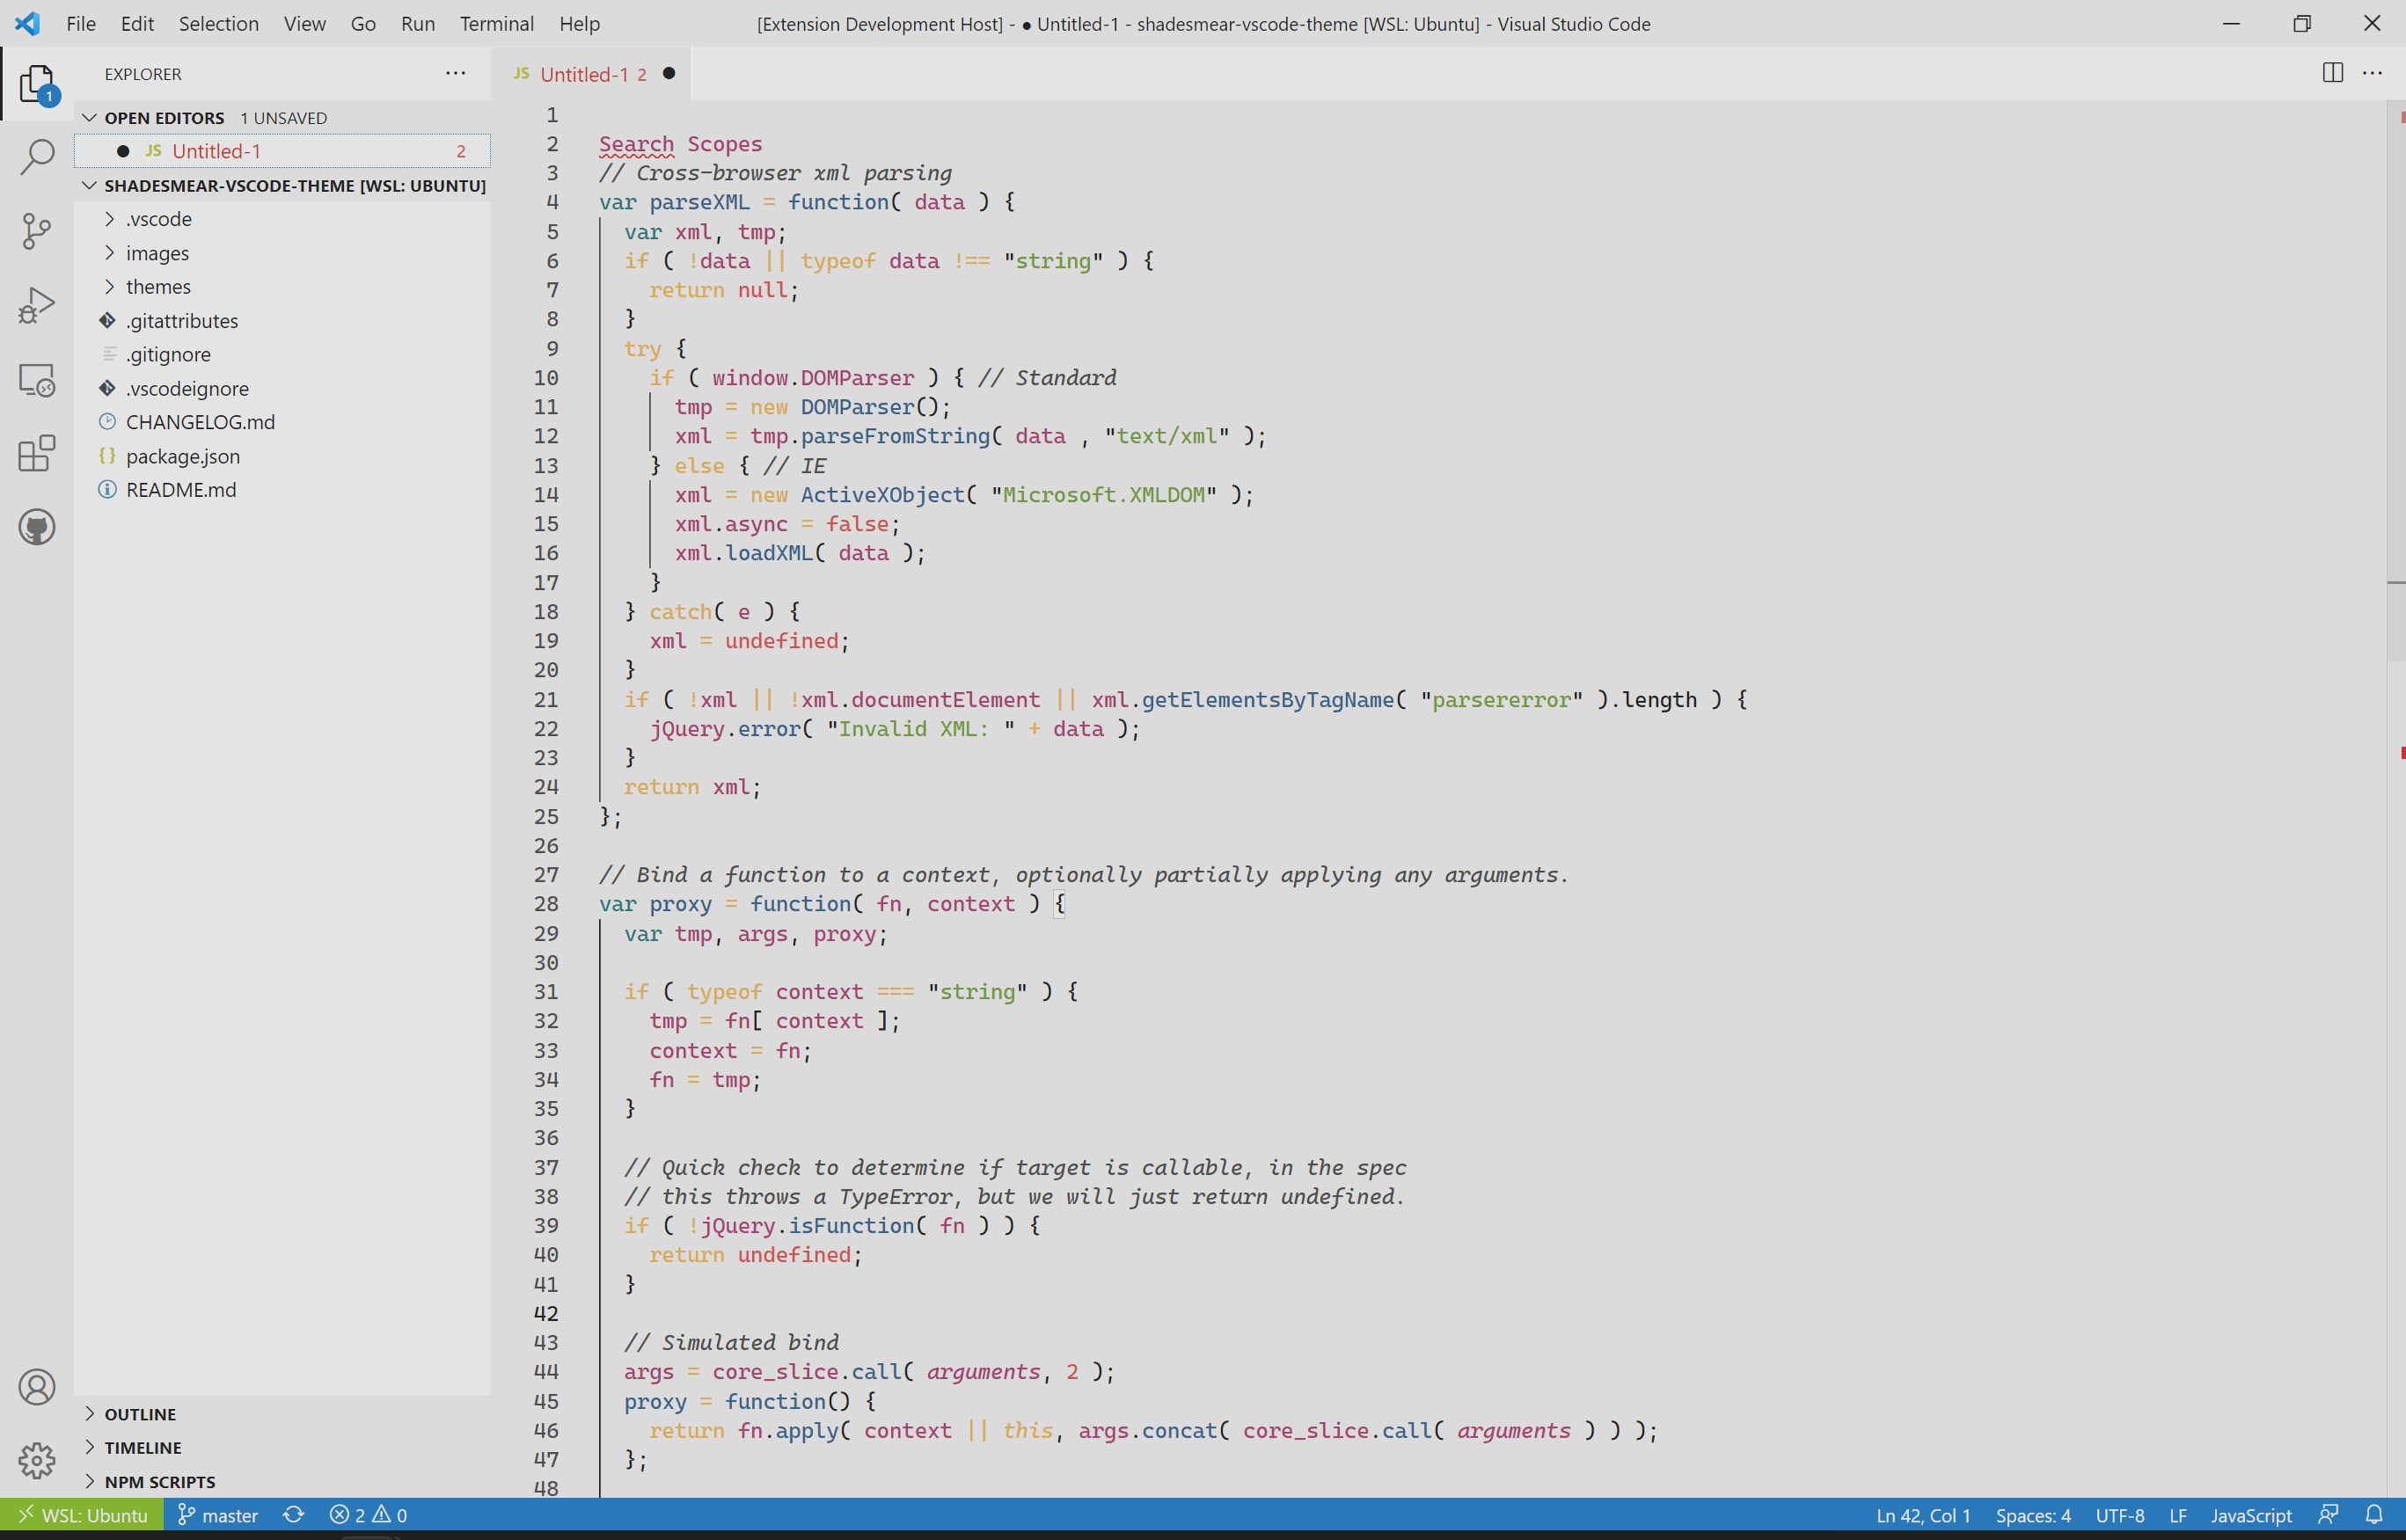 File Edit Selection View Go Run Terminal Help
[Extension Development Host] - ● Untitled-1 - shadesmear-vscode-theme [WSL: Ubuntu] - Visual Studio Code
1
EXPLORER
OPEN EDITORS 1 UNSAVED
● JS Untitled-1 2
SHADESMEAR-VSCODE-THEME [WSL: UBUNTU]
.vscode
images
themes
.gitattributes
.gitignore
.vscodeignore
CHANGELOG.md
{} package.json
README.md
OUTLINE
TIMELINE
NPM SCRIPTS
JS Untitled-1 2 ●
1
2 Search Scopes
3 // Cross-browser xml parsing
4 var parseXML = function( data ) {
5   var xml, tmp;
6   if ( !data || typeof data !== "string" ) {
7     return null;
8   }
9   try {
10     if ( window.DOMParser ) { // Standard
11       tmp = new DOMParser();
12       xml = tmp.parseFromString( data , "text/xml" );
13     } else { // IE
14       xml = new ActiveXObject( "Microsoft.XMLDOM" );
15       xml.async = false;
16       xml.loadXML( data );
17     }
18   } catch( e ) {
19     xml = undefined;
20   }
21   if ( !xml || !xml.documentElement || xml.getElementsByTagName( "parsererror" ).length ) {
22     jQuery.error( "Invalid XML: " + data );
23   }
24   return xml;
25 };
26
27 // Bind a function to a context, optionally partially applying any arguments.
28 var proxy = function( fn, context ) {
29   var tmp, args, proxy;
30
31   if ( typeof context === "string" ) {
32     tmp = fn[ context ];
33     context = fn;
34     fn = tmp;
35   }
36
37   // Quick check to determine if target is callable, in the spec
38   // this throws a TypeError, but we will just return undefined.
39   if ( !jQuery.isFunction( fn ) ) {
40     return undefined;
41   }
42
43   // Simulated bind
44   args = core_slice.call( arguments, 2 );
45   proxy = function() {
46     return fn.apply( context || this, args.concat( core_slice.call( arguments ) ) );
47   };
48
WSL: Ubuntu master 2 0 Ln 42, Col 1 Spaces: 4 UTF-8 LF JavaScript